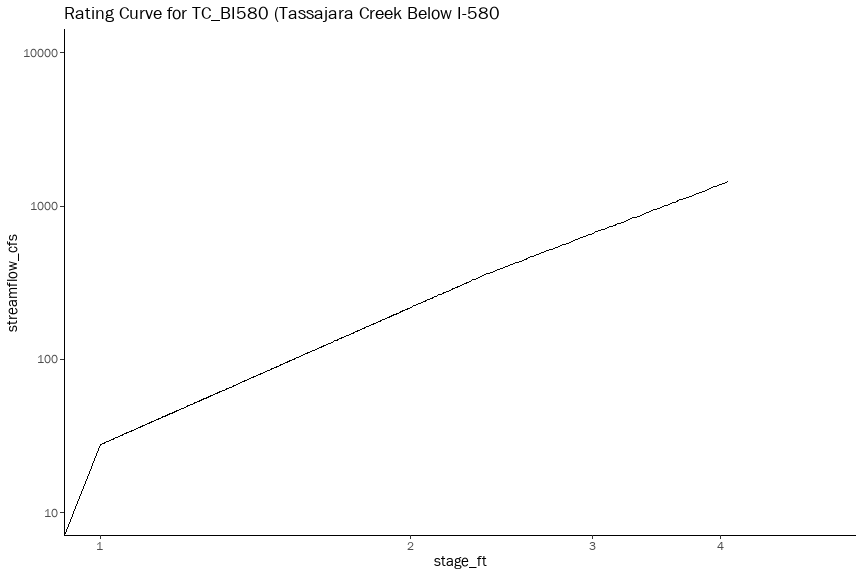 Rating Curve for TC_BI580 (Tassajara Creek Below I-580
10000
1000
100
10
streamflow_cfs
1 2 3 4
stage_ft